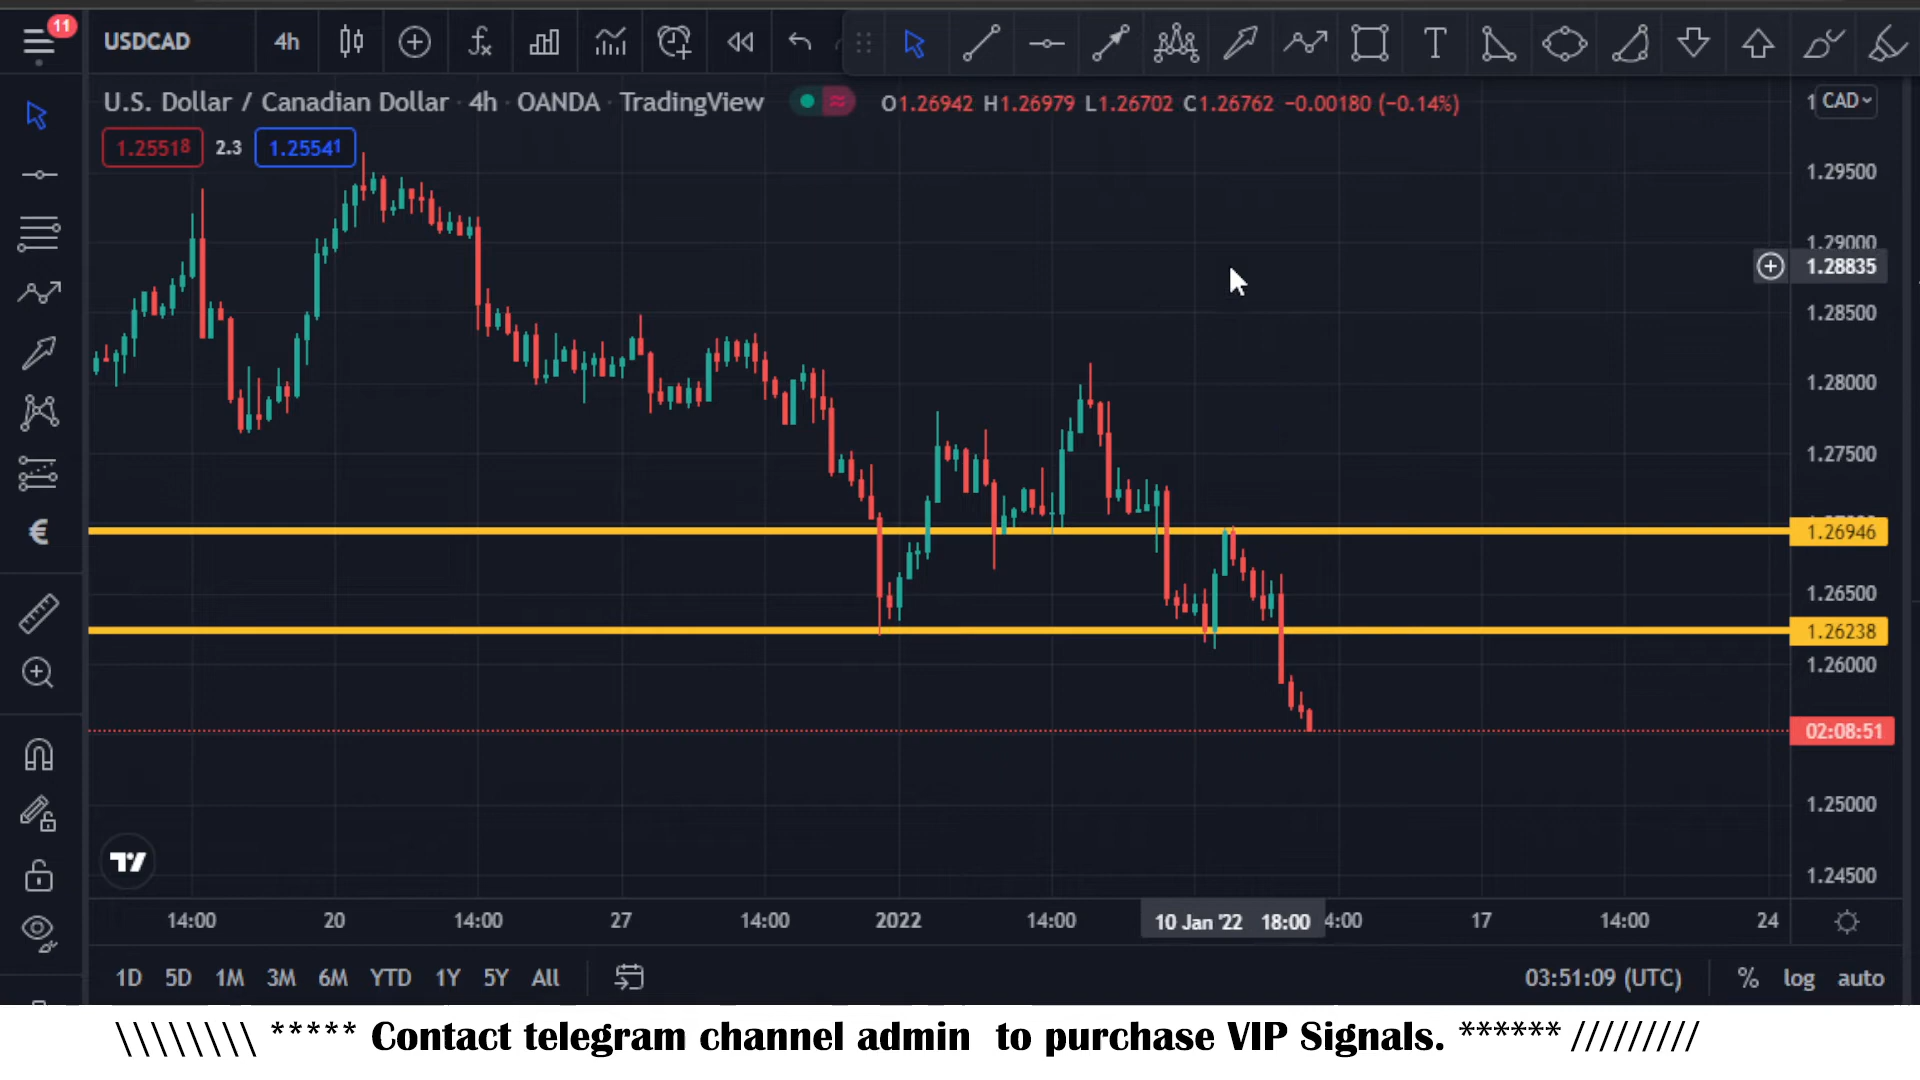 11
USDCAD 4h
U.S. Dollar / Canadian Dollar · 4h · OANDA · TradingView O1.26942 H1.26979 L1.26702 C1.26762 −0.00180 (−0.14%)
CAD
1.25518 2.3 1.25541
1.29500
1.29000
1.28835
1.28500
1.28000
1.27500
1.26946
1.26500
1.26238
1.26000
02:08:51
1.25000
1.24500
14:00 20 14:00 27 14:00 2022 14:00 10 Jan '22 18:00 4:00 17 14:00 24
1D 5D 1M 3M 6M YTD 1Y 5Y All 03:51:09 (UTC) % log auto
\\\\\\\\ ***** Contact telegram channel admin to purchase VIP Signals. ****** /////////